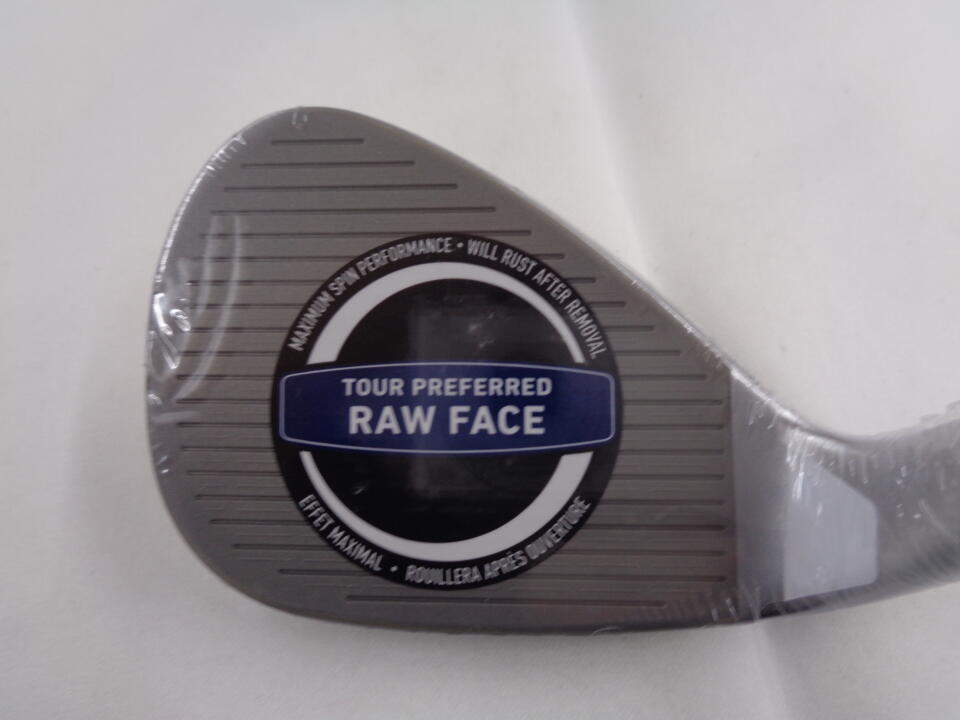 MAXIMUM SPIN PERFORMANCE • WILL RUST AFTER REMOVAL
TOUR PREFERRED
RAW FACE
EFFET MAXIMAL • ROUILLERA APRÈS OUVERTURE